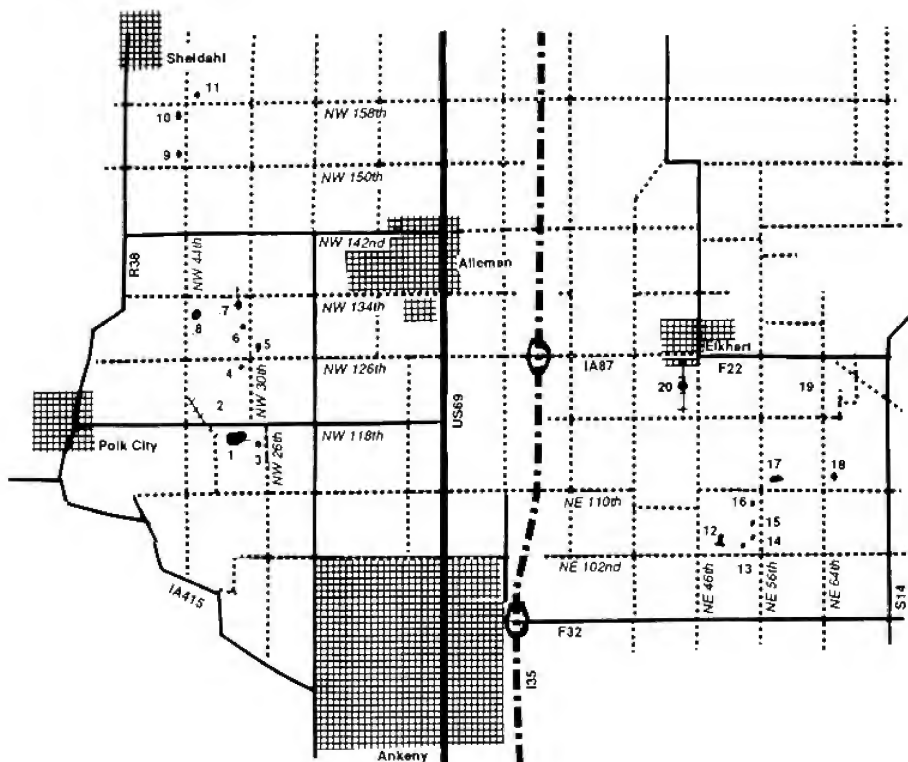 Sheldahl
11
10
NW 158th
9
NW 150th
NW 44th
NW 142nd
R38
Alleman
7
NW 134th
8
6
5
Elkhart
4
NW 30th
NW 126th
IA87
F22
20
19
2
US69
Polk City
1
3
NW 26th
NW 118th
17
18
16
NE 110th
15
12
14
13
NE 102nd
NE 46th
NE 56th
NE 64th
S14
IA415
F32
I35
Ankeny